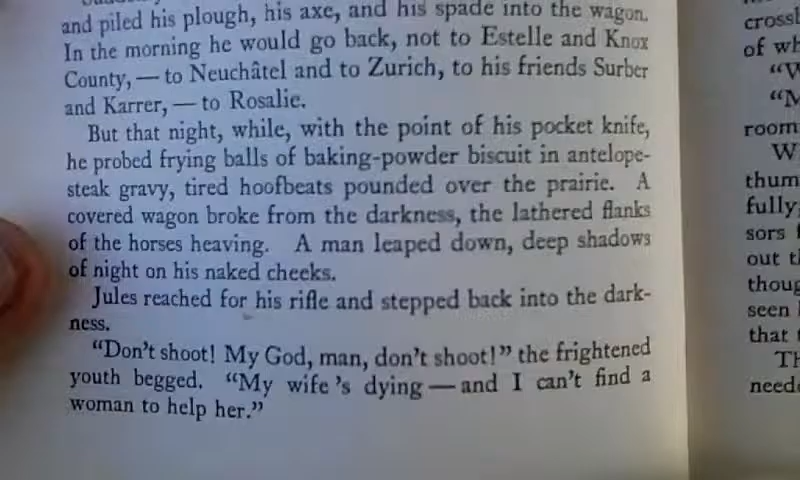 and piled his plough, his axe, and his spade into the wagon.
In the morning he would go back, not to Estelle and Knox
County, — to Neuchâtel and to Zurich, to his friends Surber
and Karrer, — to Rosalie.
But that night, while, with the point of his pocket knife,
he probed frying balls of baking-powder biscuit in antelope-
steak gravy, tired hoofbeats pounded over the prairie. A
covered wagon broke from the darkness, the lathered flanks
of the horses heaving. A man leaped down, deep shadows
of night on his naked cheeks.
Jules reached for his rifle and stepped back into the dark-
ness.
"Don't shoot! My God, man, don't shoot!" the frightened
youth begged. "My wife's dying — and I can't find a
woman to help her."
of wh
room
W
thum
fully,
sors
out t
thoug
seen
that
Th
neede